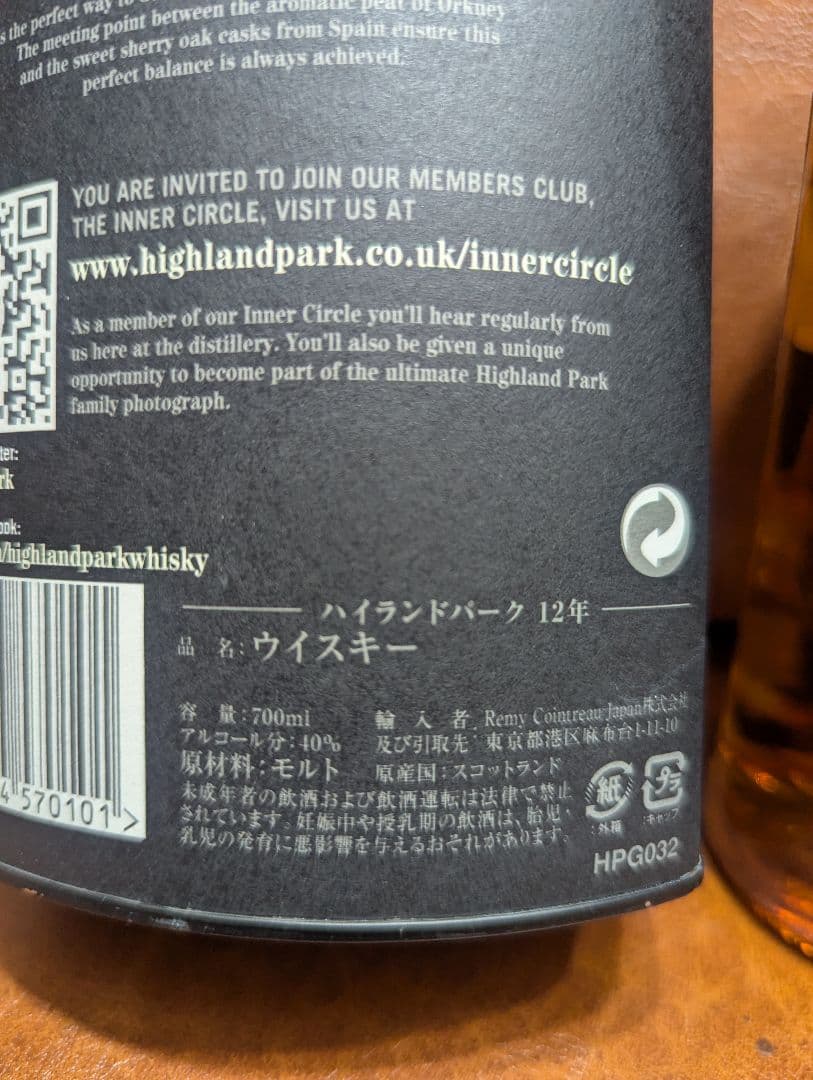 s the perfect way to
The meeting point between the aromatic peat of Orkney
and the sweet sherry oak casks from Spain ensure this
perfect balance is always achieved.
YOU ARE INVITED TO JOIN OUR MEMBERS CLUB,
THE INNER CIRCLE, VISIT US AT
www.highlandpark.co.uk/innercircle
As a member of our Inner Circle you'll hear regularly from
us here at the distillery. You'll also be given a unique
opportunity to become part of the ultimate Highland Park
family photograph.
ter:
rk
ook:
/highlandparkwhisky
ハイランドパーク 12年
品 名:ウイスキー
容 量:700ml
アルコール分:40%
原材料:モルト
輸 入 者: Remy Cointreau Japan株式会社
及び引取先 東京都港区麻布台1-11-10
原産国:スコットランド
未成年者の飲酒および飲酒運転は法律で禁止
されています。妊娠中や授乳期の飲酒は、胎児・
乳児の発育に悪影響を与えるおそれがあります。
紙
:外箱
プラ
:キャップ
HPG032
4 570101 >